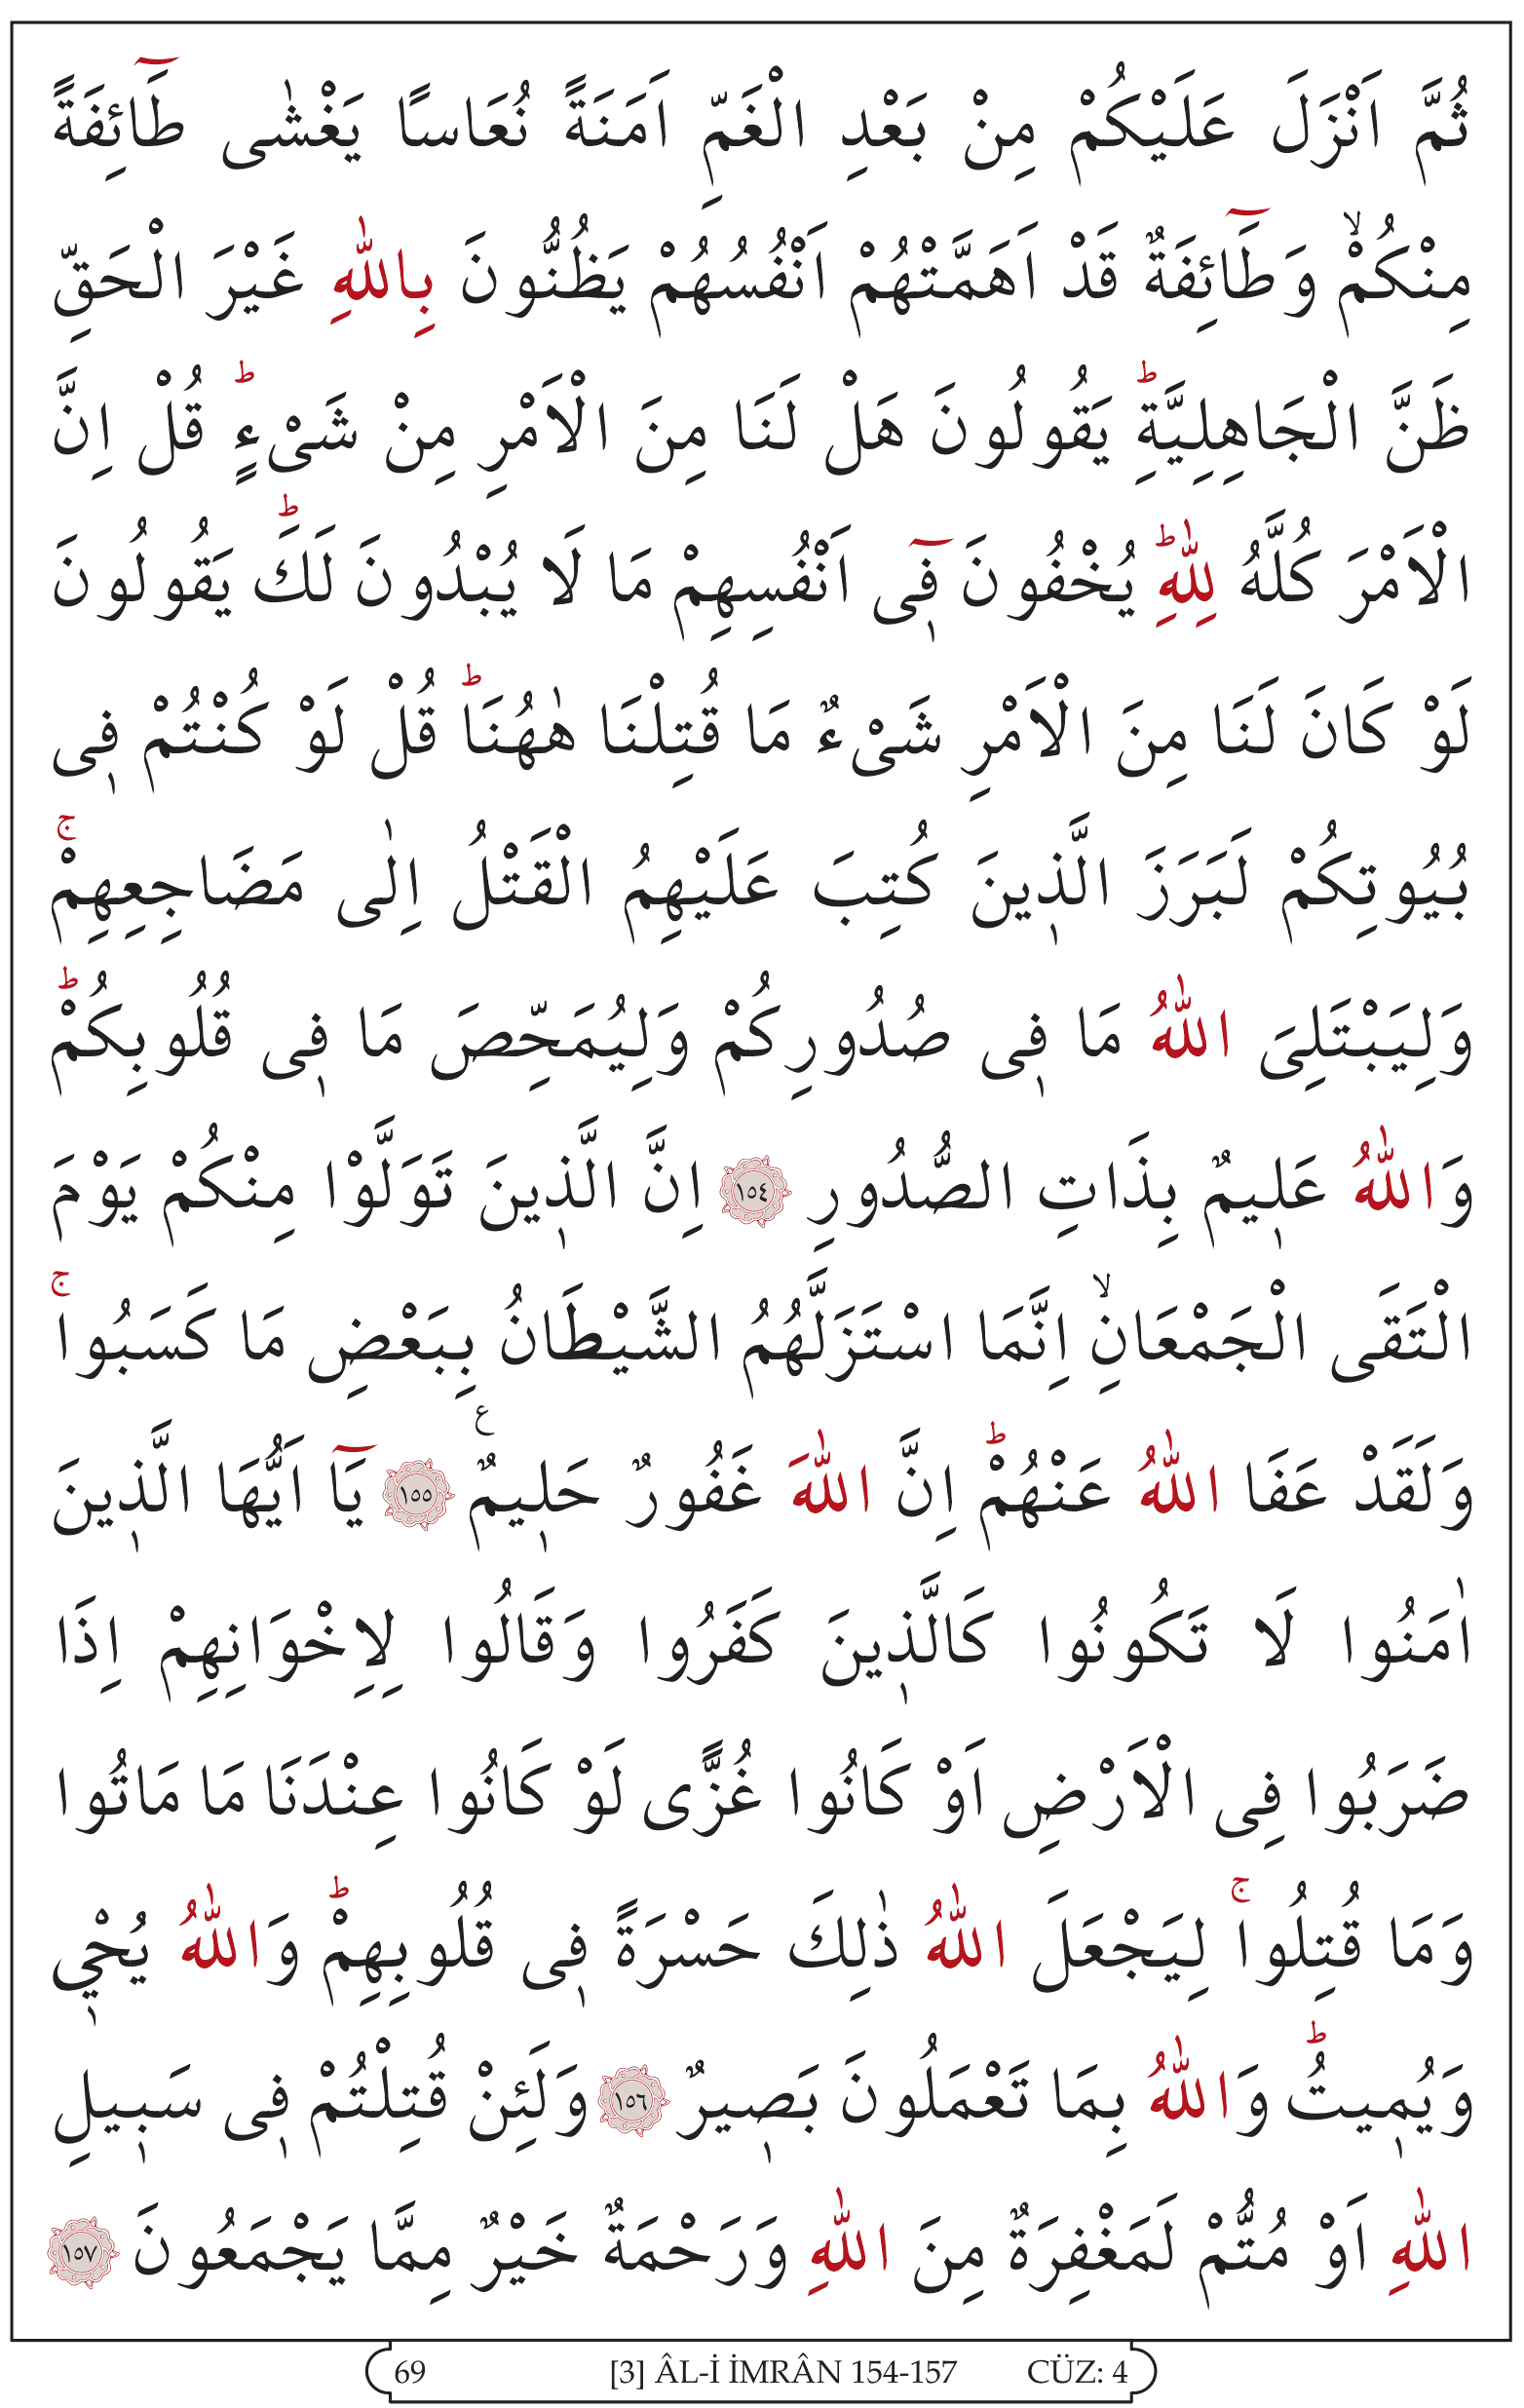 ثُمَّ اَنْزَلَ عَلَيْكُمْ مِنْ بَعْدِ الْغَمِّ اَمَنَةً نُعَاسًا يَغْشٰى طَٓائِفَةً
مِنْكُمْۙ وَطَٓائِفَةٌ قَدْ اَهَمَّتْهُمْ اَنْفُسُهُمْ يَظُنُّونَ بِاللّٰهِ غَيْرَ الْحَقِّ
ظَنَّ الْجَاهِلِيَّةِۜ يَقُولُونَ هَلْ لَنَا مِنَ الْاَمْرِ مِنْ شَىْءٍۜ قُلْ اِنَّ
الْاَمْرَ كُلَّهُ لِلّٰهِۜ يُخْفُونَ ف۪ٓى اَنْفُسِهِمْ مَا لَا يُبْدُونَ لَكَۜ يَقُولُونَ
لَوْ كَانَ لَنَا مِنَ الْاَمْرِ شَىْءٌ مَا قُتِلْنَا هٰهُنَاۜ قُلْ لَوْ كُنْتُمْ ف۪ى
بُيُوتِكُمْ لَبَرَزَ الَّذ۪ينَ كُتِبَ عَلَيْهِمُ الْقَتْلُ اِلٰى مَضَاجِعِهِمْۚ
وَلِيَبْتَلِىَ اللّٰهُ مَا ف۪ى صُدُورِكُمْ وَلِيُمَحِّصَ مَا ف۪ى قُلُوبِكُمْۜ
وَاللّٰهُ عَل۪يمٌ بِذَاتِ الصُّدُورِ ﴿١٥٤﴾ اِنَّ الَّذ۪ينَ تَوَلَّوْا مِنْكُمْ يَوْمَ
الْتَقَى الْجَمْعَانِۙ اِنَّمَا اسْتَزَلَّهُمُ الشَّيْطَانُ بِبَعْضِ مَا كَسَبُواۚ
وَلَقَدْ عَفَا اللّٰهُ عَنْهُمْۜ اِنَّ اللّٰهَ غَفُورٌ حَل۪يمٌ ع ﴿١٥٥﴾ يَٓا اَيُّهَا الَّذ۪ينَ
اٰمَنُوا لَا تَكُونُوا كَالَّذ۪ينَ كَفَرُوا وَقَالُوا لِاِخْوَانِهِمْ اِذَا
ضَرَبُوا فِى الْاَرْضِ اَوْ كَانُوا غُزًّى لَوْ كَانُوا عِنْدَنَا مَا مَاتُوا
وَمَا قُتِلُواۚ لِيَجْعَلَ اللّٰهُ ذٰلِكَ حَسْرَةً ف۪ى قُلُوبِهِمْۜ وَاللّٰهُ يُحْي۪
وَيُم۪يتُۜ وَاللّٰهُ بِمَا تَعْمَلُونَ بَص۪يرٌ ﴿١٥٦﴾ وَلَئِنْ قُتِلْتُمْ ف۪ى سَب۪يلِ
اللّٰهِ اَوْ مُتُّمْ لَمَغْفِرَةٌ مِنَ اللّٰهِ وَرَحْمَةٌ خَيْرٌ مِمَّا يَجْمَعُونَ ﴿١٥٧﴾
69 [3] ÂL-İ İMRÂN 154-157 CÜZ: 4